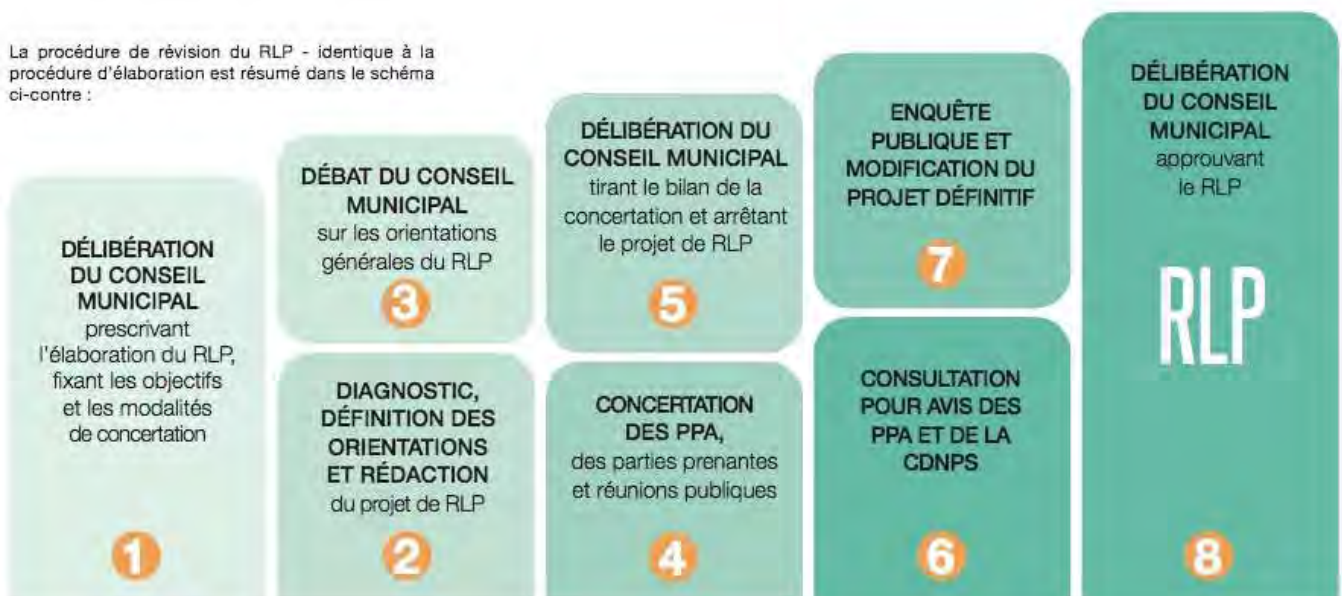 La procédure de révision du RLP - identique à la
procédure d'élaboration est résumé dans le schéma
ci-contre :
DÉLIBÉRATION
DU CONSEIL
MUNICIPAL
prescrivant
l'élaboration du RLP,
fixant les objectifs
et les modalités
de concertation
1
DIAGNOSTIC,
DÉFINITION DES
ORIENTATIONS
ET RÉDACTION
du projet de RLP
2
DÉBAT DU CONSEIL
MUNICIPAL
sur les orientations
générales du RLP
3
CONCERTATION
DES PPA,
des parties prenantes
et réunions publiques
4
DÉLIBÉRATION DU
CONSEIL MUNICIPAL
tirant le bilan de la
concertation et arrêtant
le projet de RLP
5
CONSULTATION
POUR AVIS DES
PPA ET DE LA
CDNPS
6
ENQUÊTE
PUBLIQUE ET
MODIFICATION DU
PROJET DÉFINITIF
7
DÉLIBÉRATION
DU CONSEIL
MUNICIPAL
approuvant
le RLP
RLP
8